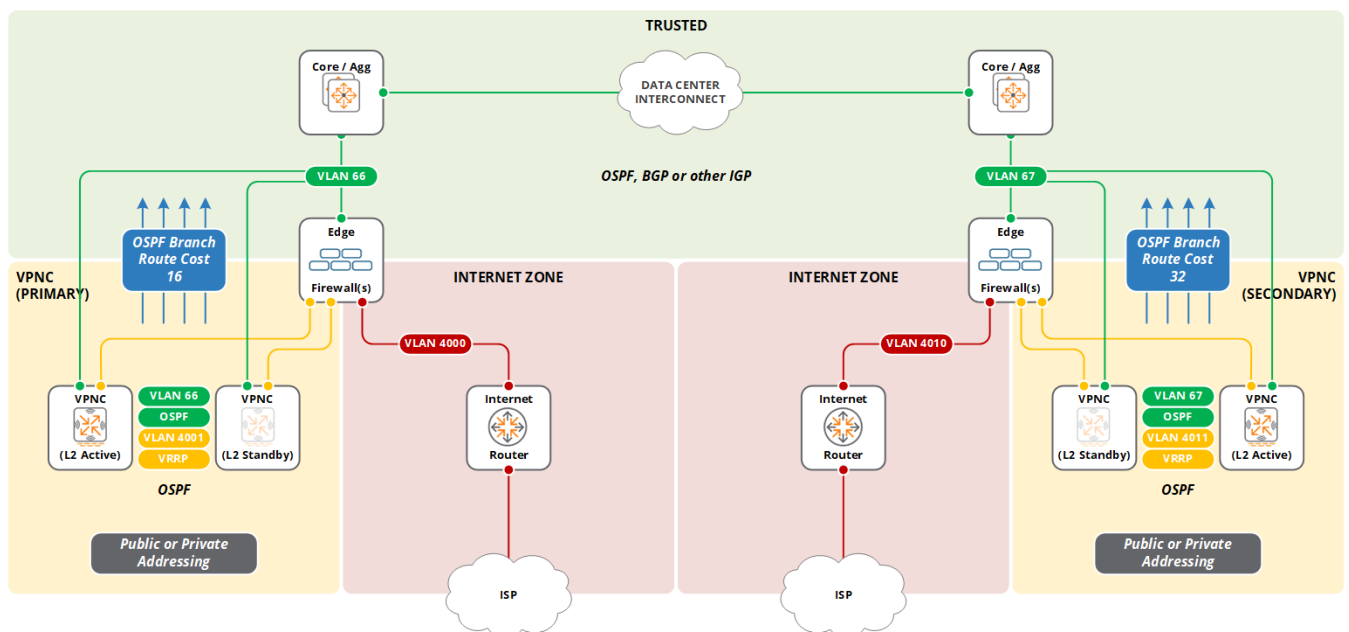 TRUSTED
Core / Agg
DATA CENTER
INTERCONNECT
Core / Agg
VLAN 66
OSPF, BGP or other IGP
VLAN 67
OSPF Branch
Route Cost
16
Edge
Firewall(s)
Edge
Firewall(s)
OSPF Branch
Route Cost
32
VPNC
(PRIMARY)
INTERNET ZONE
INTERNET ZONE
VPNC
(SECONDARY)
VLAN 4000
VLAN 4010
VPNC
(L2 Active)
VLAN 66
OSPF
VLAN 4001
VRRP
VPNC
(L2 Standby)
OSPF
Internet
Router
Internet
Router
VPNC
(L2 Standby)
VLAN 67
OSPF
VLAN 4011
VRRP
VPNC
(L2 Active)
OSPF
Public or Private
Addressing
Public or Private
Addressing
ISP
ISP